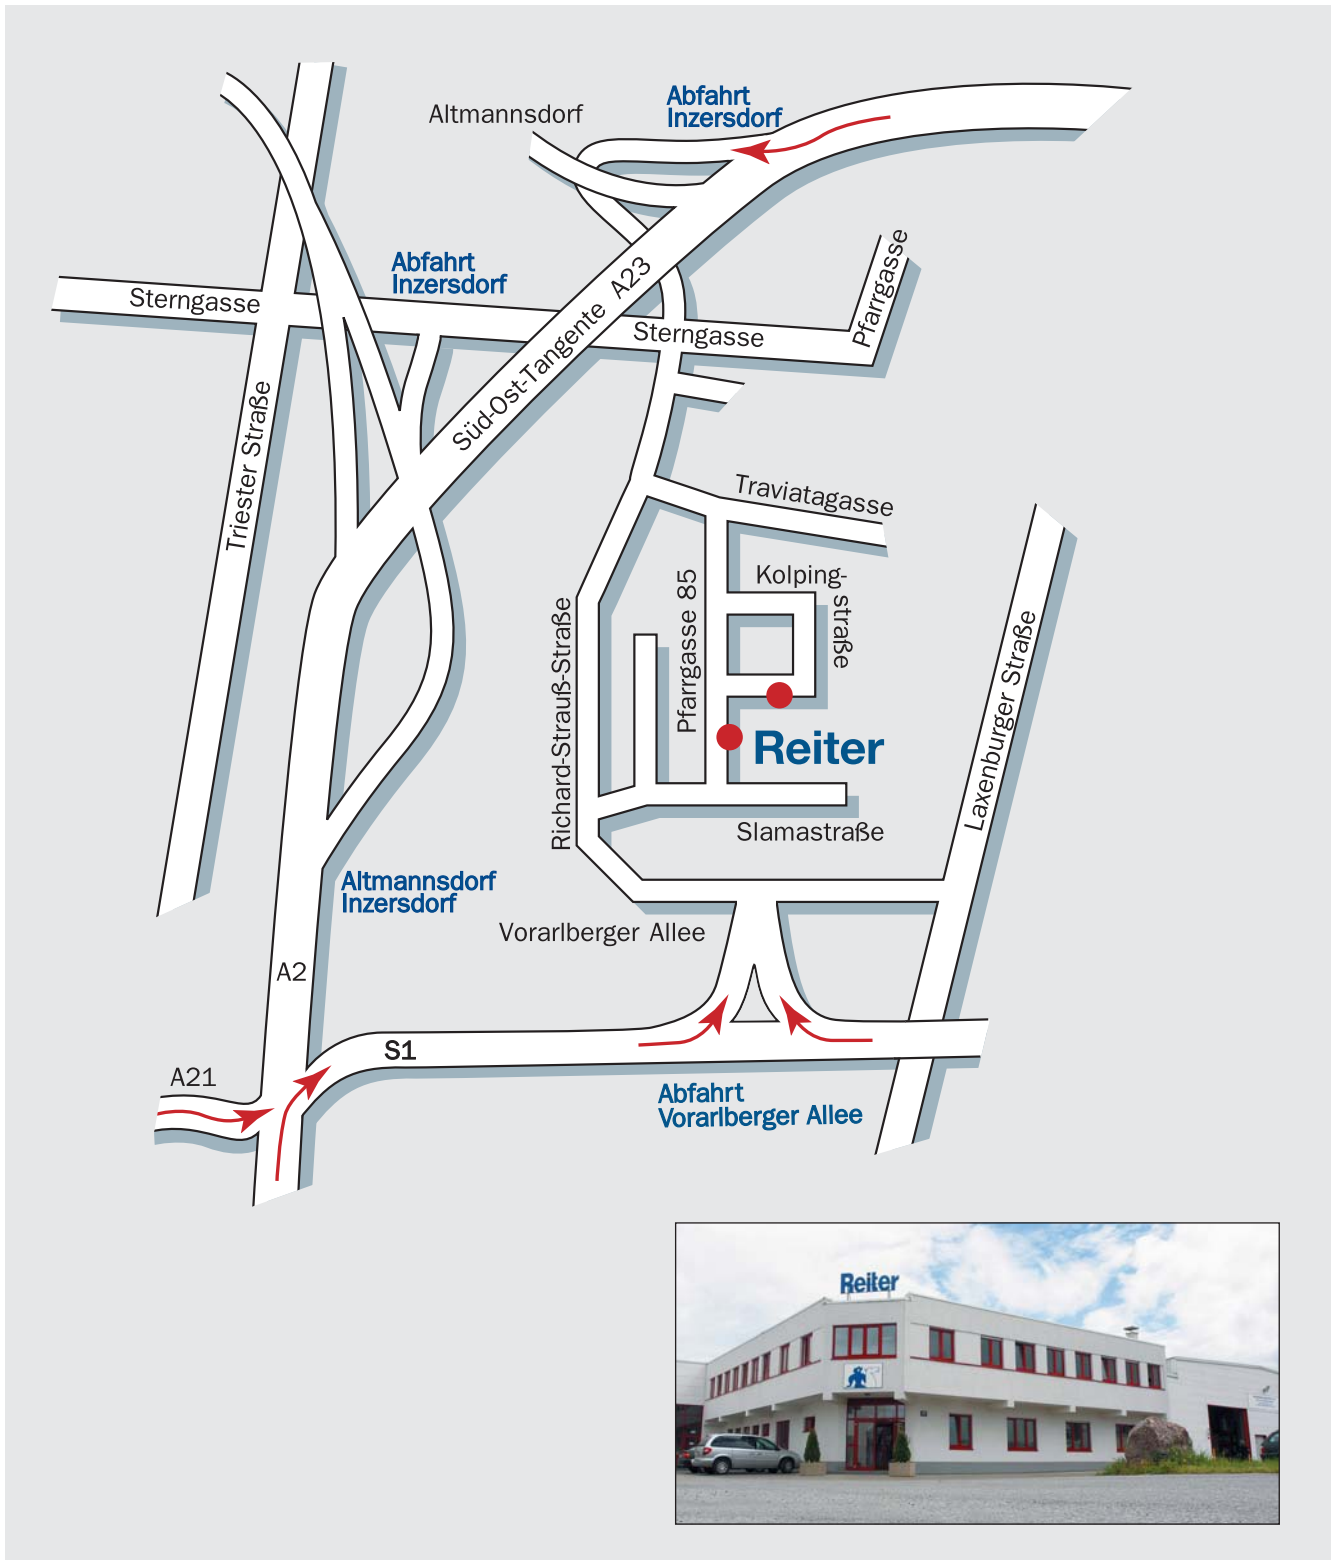 Altmannsdorf
Abfahrt
Inzersdorf
Abfahrt
Inzersdorf
Sterngasse
Süd-Ost-Tangente A23
Sterngasse
Pfarrgasse
Triester Straße
Traviatagasse
Kolping-
straße
Pfarrgasse 85
Richard-Strauß-Straße
Reiter
Laxenburger Straße
Slamastraße
Altmannsdorf
Inzersdorf
Vorarlberger Allee
A2
S1
A21
Abfahrt
Vorarlberger Allee
Reiter